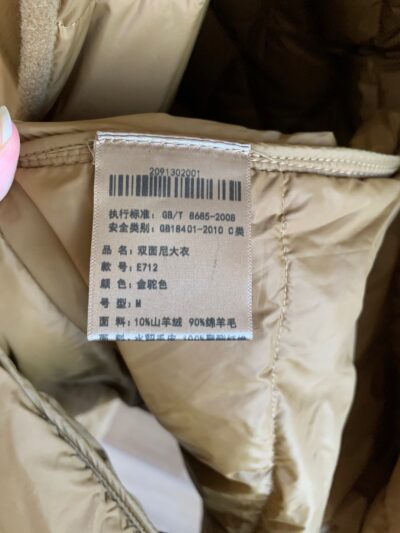 2091302001
执行标准: GB/T 8685-2008
安全类别: GB18401-2010 C类
品 名: 双面尼大衣
款 号: E712
颜 色: 金驼色
号 型: M
面 料: 10%山羊绒 90%绵羊毛